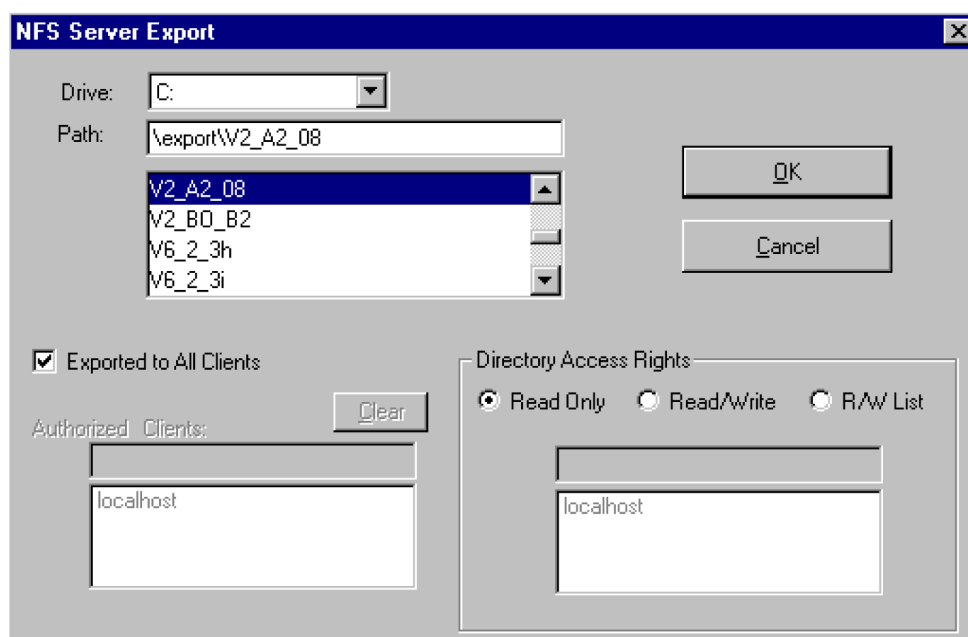 NFS Server Export
Drive: C:
Path: \export\V2_A2_08
V2_A2_08
V2_B0_B2
V6_2_3h
V6_2_3i
OK
Cancel
Exported to All Clients
Clear
Authorized Clients:
localhost
Directory Access Rights
Read Only Read/Write R/W List
localhost